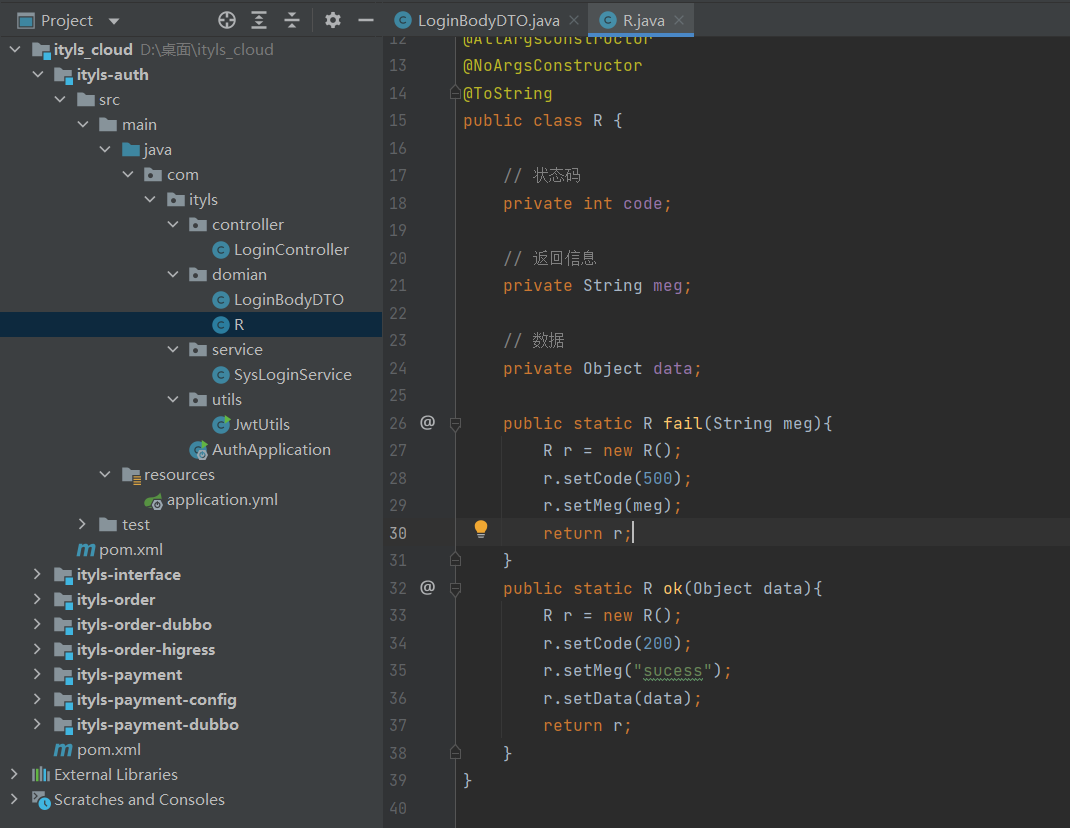 Project
ityls_cloud D:\桌面\ityls_cloud
ityls-auth
src
main
java
com
ityls
controller
LoginController
domian
LoginBodyDTO
R
service
SysLoginService
utils
JwtUtils
AuthApplication
resources
application.yml
test
pom.xml
ityls-interface
ityls-order
ityls-order-dubbo
ityls-order-higress
ityls-payment
ityls-payment-config
ityls-payment-dubbo
pom.xml
External Libraries
Scratches and Consoles
LoginBodyDTO.java
R.java
12 @AllArgsConstructor
13 @NoArgsConstructor
14 @ToString
15 public class R {
16
17 // 状态码
18 private int code;
19
20 // 返回信息
21 private String meg;
22
23 // 数据
24 private Object data;
25
26 @ public static R fail(String meg){
27 R r = new R();
28 r.setCode(500);
29 r.setMeg(meg);
30 return r;
31 }
32 @ public static R ok(Object data){
33 R r = new R();
34 r.setCode(200);
35 r.setMeg("sucess");
36 r.setData(data);
37 return r;
38 }
39 }
40